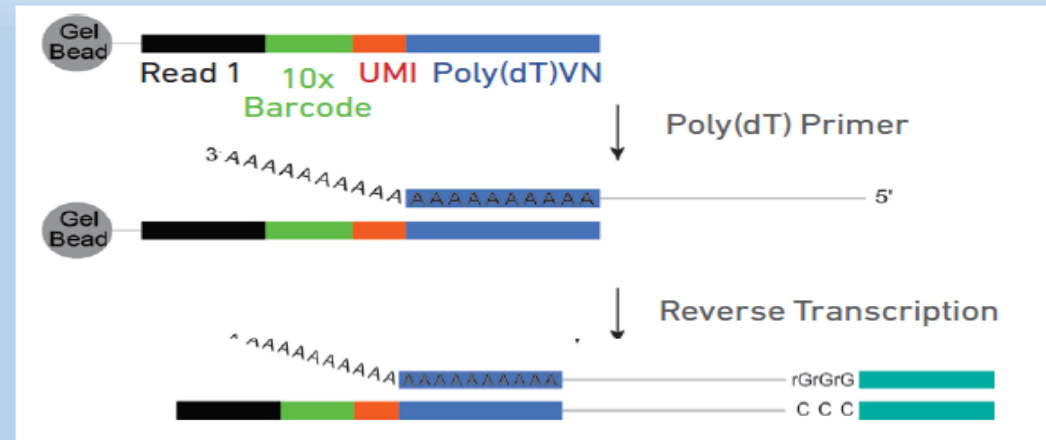 Gel
Bead
Read 1
10x
Barcode
UMI
Poly(dT)VN
Poly(dT) Primer
3'AAAAAAAAAAA AAAAAAAAAA
5'
Gel
Bead
Reverse Transcription
AAAAAAAAAAA AAAAAAAAAA
rGrGrG
C C C